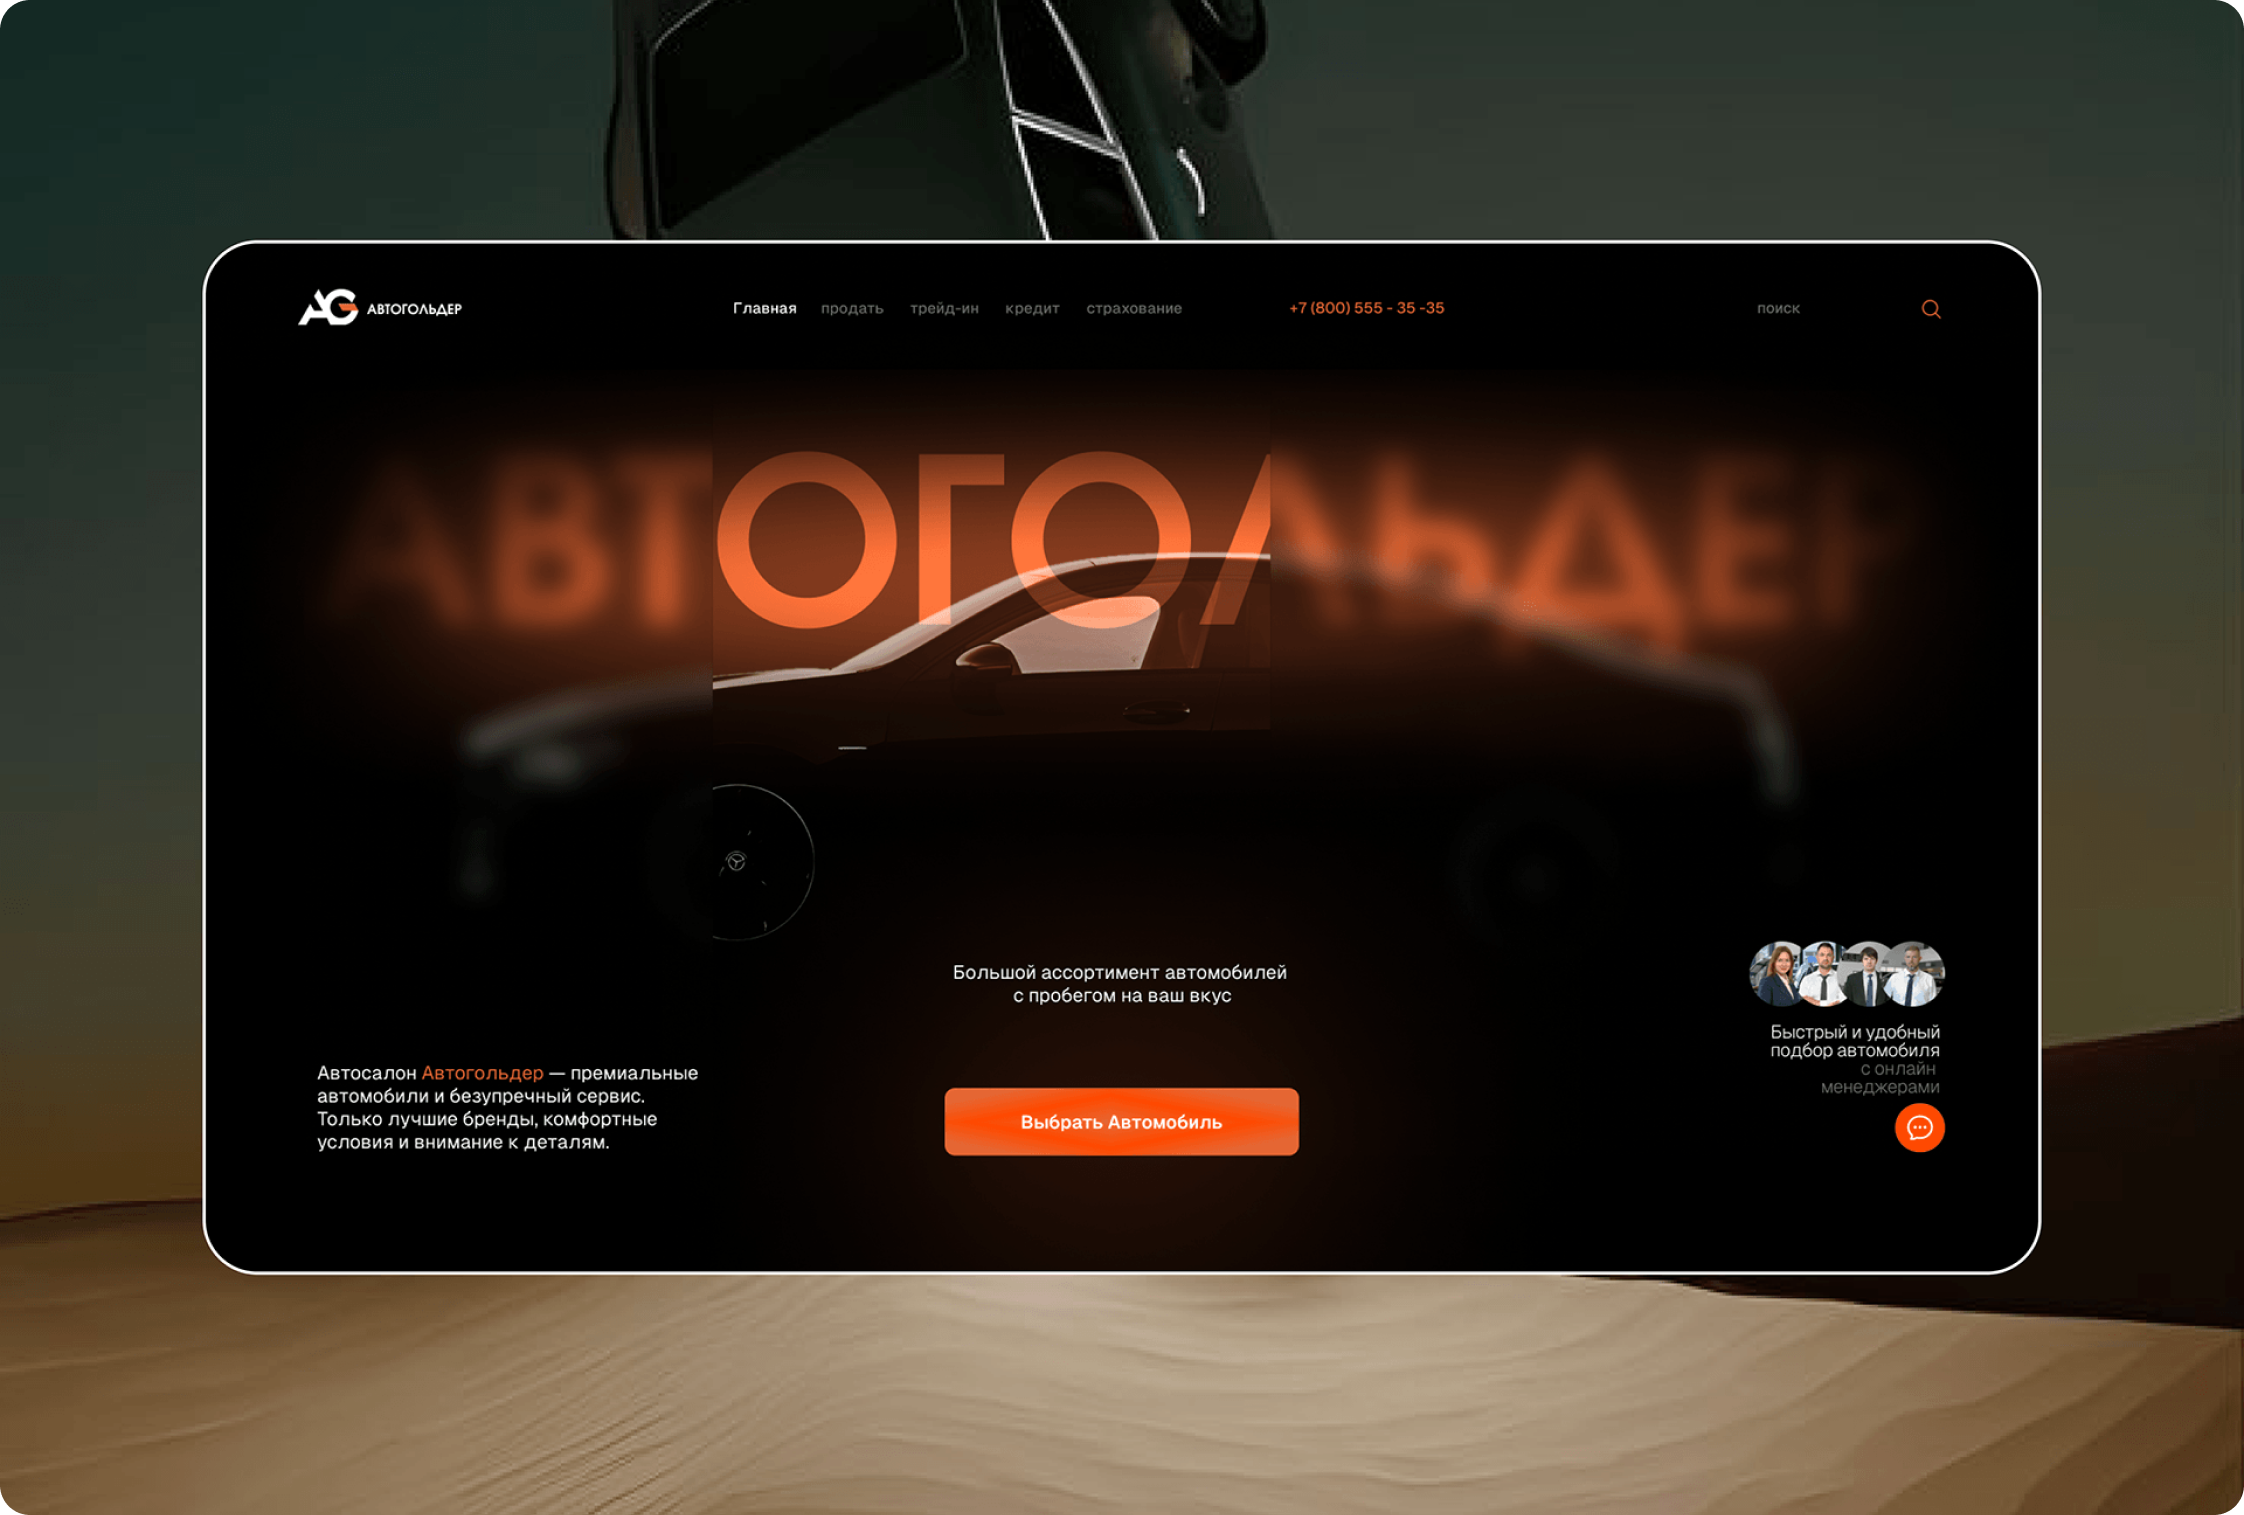 AG АВТОГОЛЬДЕР
Главная продать трейд-ин кредит страхование +7 (800) 555 - 35 -35 поиск
АВТОГОЛЬДЕР
Большой ассортимент автомобилей
с пробегом на ваш вкус
Автосалон Автогольдер — премиальные
автомобили и безупречный сервис.
Только лучшие бренды, комфортные
условия и внимание к деталям.
Выбрать Автомобиль
Быстрый и удобный
подбор автомобиля
с онлайн
менеджерами